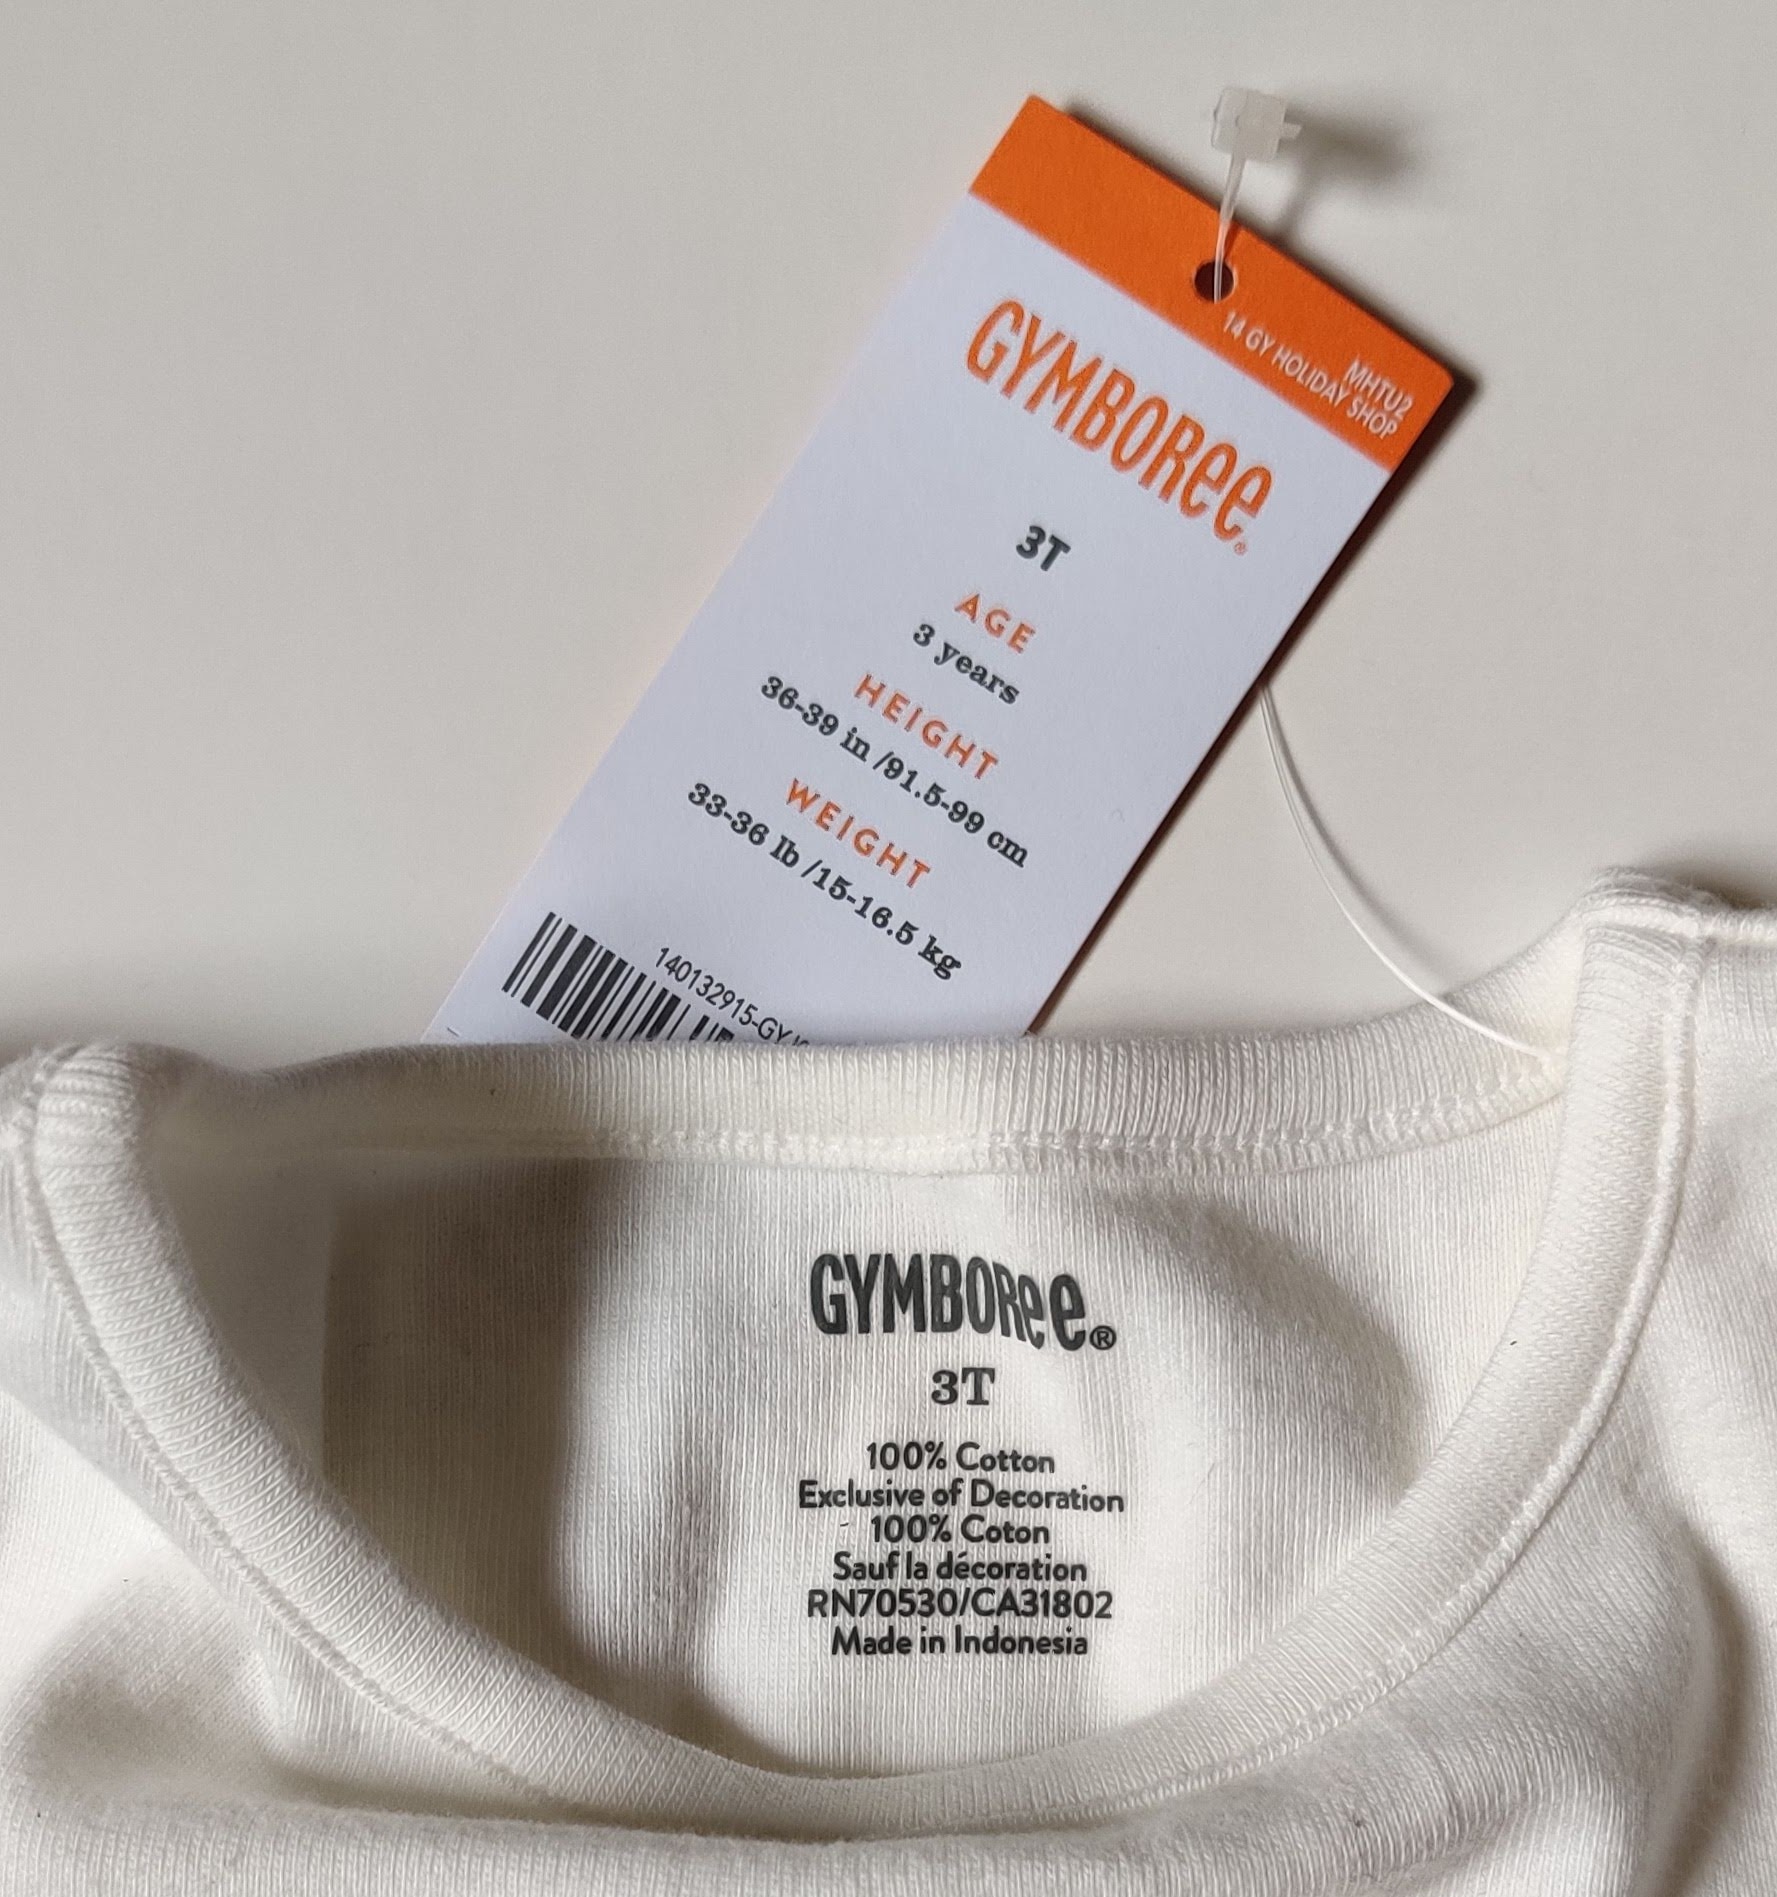 MHTU2
14 GY HOLIDAY SHOP
GYMBOREE®
3T
AGE
3 years
HEIGHT
36-39 in /91.5-99 cm
WEIGHT
33-36 lb /15-16.5 kg
140132915-GY
GYMBOREE®
3T
100% Cotton
Exclusive of Decoration
100% Coton
Sauf la décoration
RN70530/CA31802
Made in Indonesia